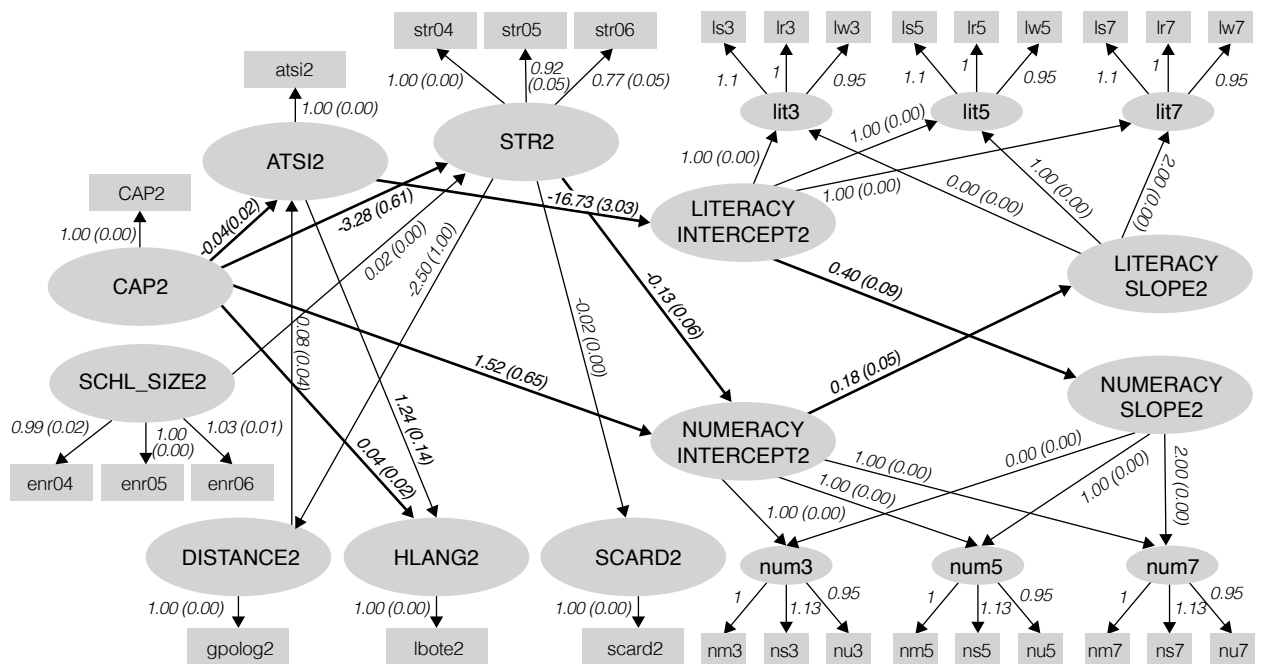 str04
str05
str06
ls3
lr3
lw3
ls5
lr5
lw5
ls7
lr7
lw7
atsi2
1.00 (0.00)
0.92
(0.05)
0.77 (0.05)
1.1
1
0.95
1.1
1
0.95
1.1
1
0.95
1.00 (0.00)
lit3
lit5
lit7
STR2
ATSI2
1.00 (0.00)
1.00 (0.00)
1.00 (0.00)
0.00 (0.00)
1.00 (0.00)
2.00 (0.00)
CAP2
1.00 (0.00)
-0.04(0.02)
-3.28 (0.61)
-16.73 (3.03)
LITERACY
INTERCEPT2
0.02 (0.00)
-2.50 (1.00)
CAP2
-0.13 (0.06)
0.40 (0.09)
LITERACY
SLOPE2
-0.02 (0.00)
0.08 (0.04)
1.52 (0.65)
0.18 (0.05)
SCHL_SIZE2
NUMERACY
SLOPE2
0.99 (0.02)
1.00
(0.00)
1.03 (0.01)
1.24 (0.14)
0.04 (0.02)
NUMERACY
INTERCEPT2
1.00 (0.00)
1.00 (0.00)
1.00 (0.00)
0.00 (0.00)
1.00 (0.00)
2.00 (0.00)
enr04
enr05
enr06
DISTANCE2
HLANG2
SCARD2
num3
num5
num7
1.00 (0.00)
1.00 (0.00)
1.00 (0.00)
1
1.13
0.95
1
1.13
0.95
1
1.13
0.95
gpolog2
lbote2
scard2
nm3
ns3
nu3
nm5
ns5
nu5
nm7
ns7
nu7